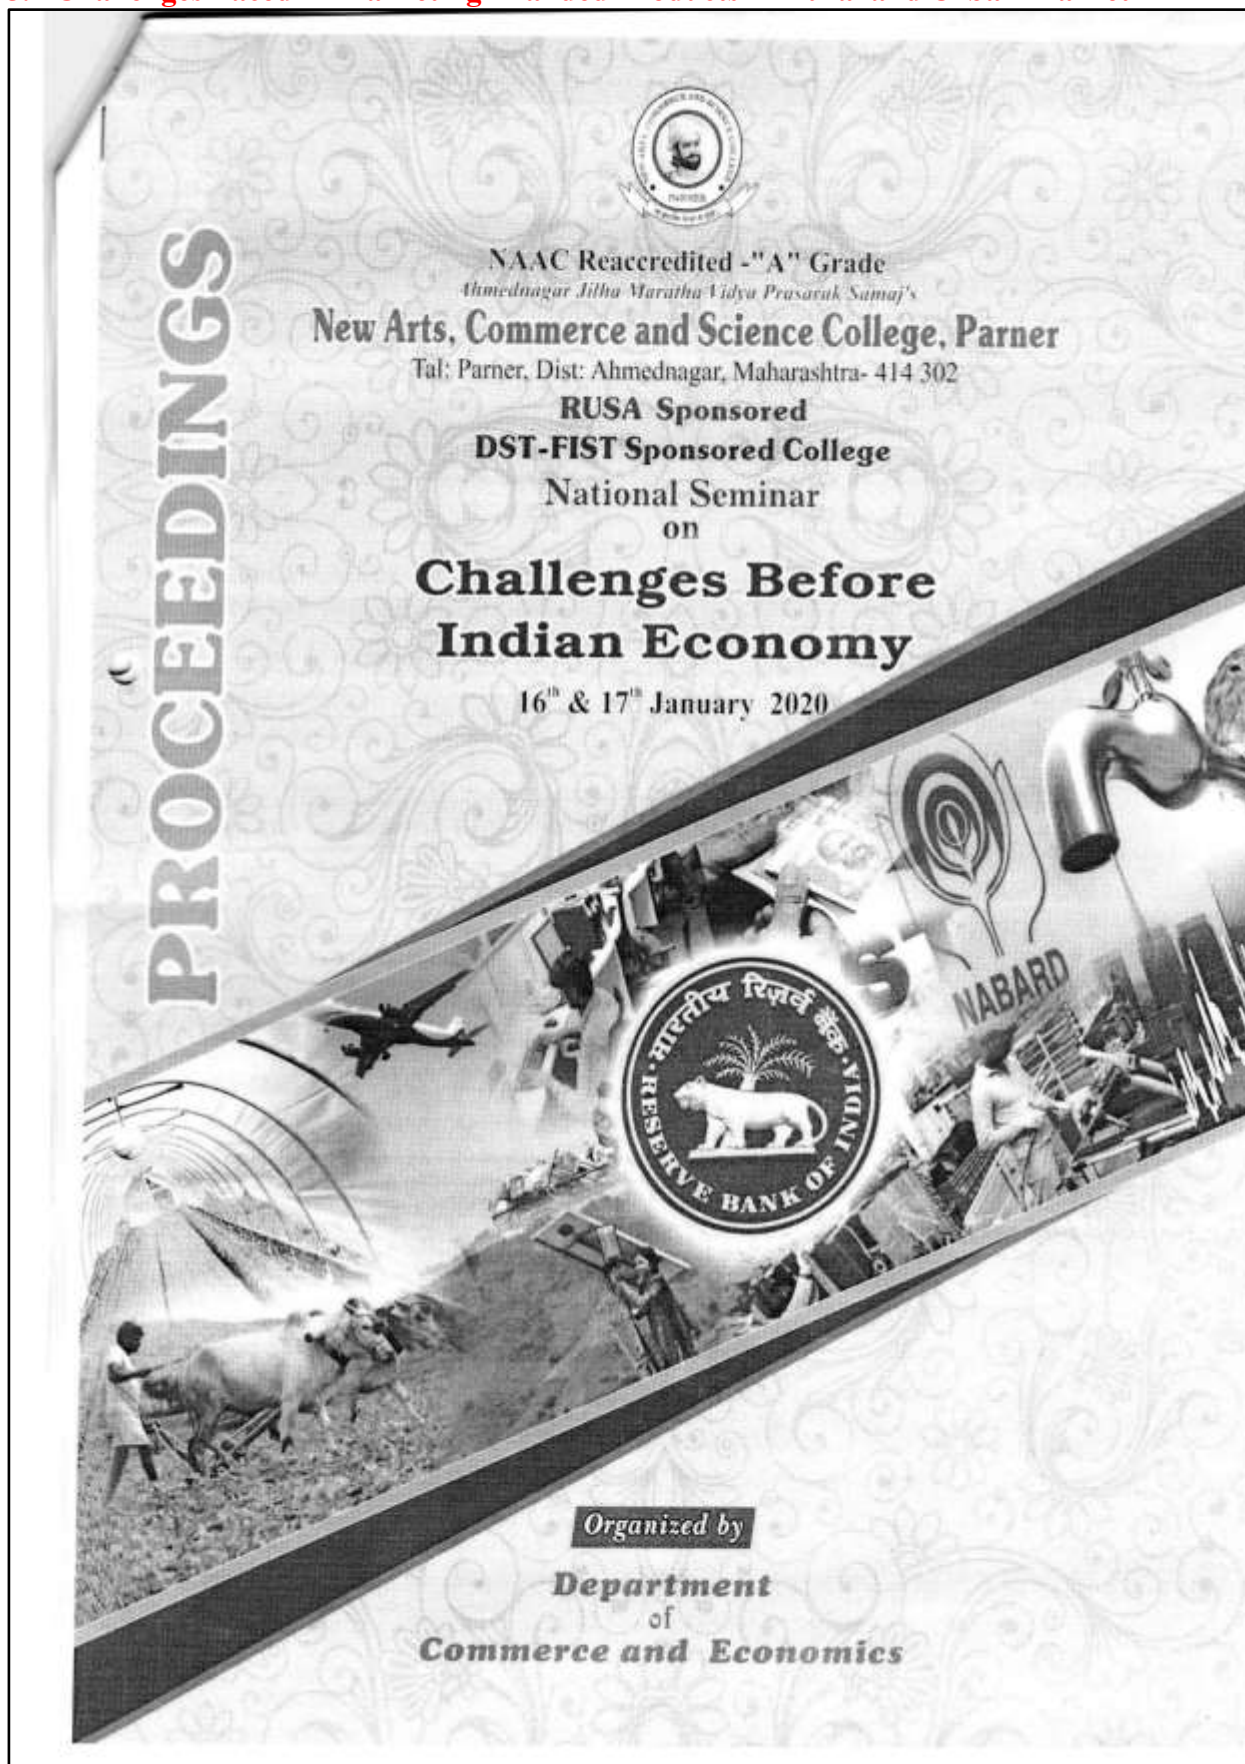 PROCEEDINGS
PARNER
NAAC Reaccredited -"A" Grade
Ahmednagar Jilha Maratha Vidya Prasarak Samaj's
New Arts, Commerce and Science College, Parner
Tal: Parner, Dist: Ahmednagar, Maharashtra- 414 302
RUSA Sponsored
DST-FIST Sponsored College
National Seminar
on
Challenges Before
Indian Economy
16th & 17th January 2020
NABARD
भारतीय रिज़र्व बैंक
RESERVE BANK OF INDIA
Organized by
Department
of
Commerce and Economics